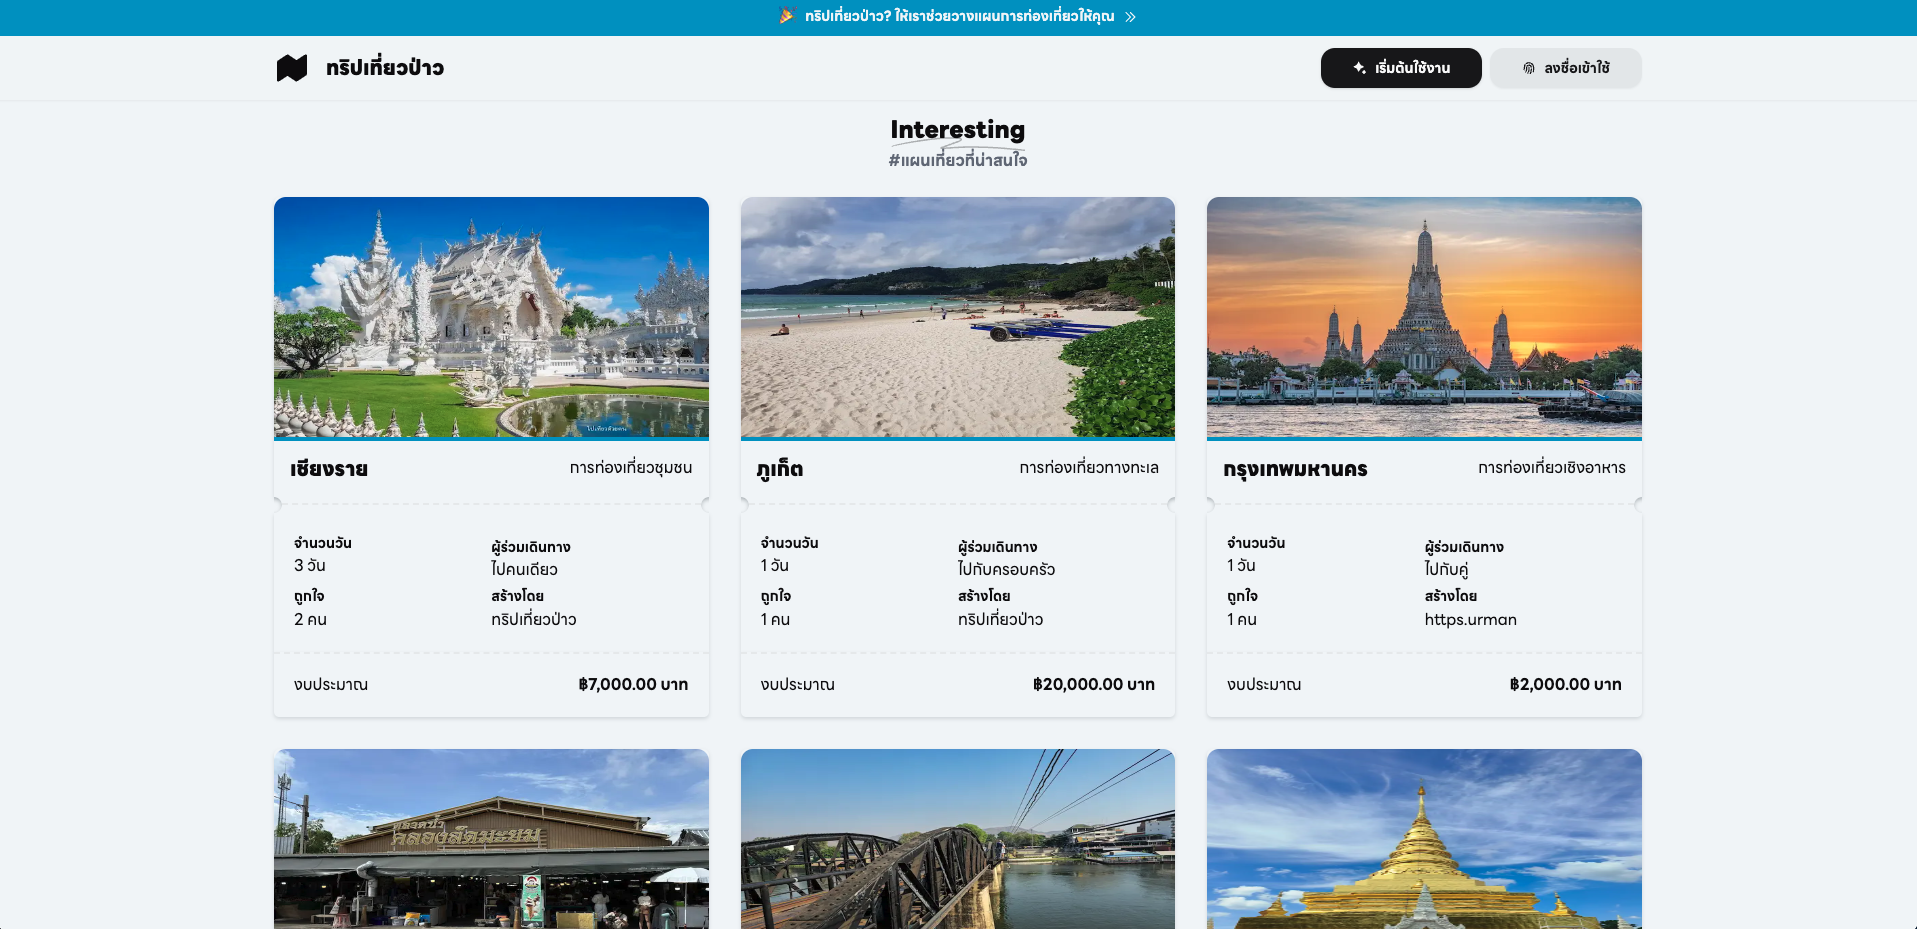 🎉 ทริปเที่ยวป่าว? ให้เราช่วยวางแผนการท่องเที่ยวให้คุณ
ทริปเที่ยวป่าว
เริ่มต้นใช้งาน
ลงชื่อเข้าใช้
Interesting
#แผนเที่ยวที่น่าสนใจ
เชียงราย
การท่องเที่ยวชุมชน
จำนวนวัน
3 วัน
ผู้ร่วมเดินทาง
ไปคนเดียว
ถูกใจ
2 คน
สร้างโดย
ทริปเที่ยวป่าว
งบประมาณ
฿7,000.00 บาท
ภูเก็ต
การท่องเที่ยวทางทะเล
จำนวนวัน
1 วัน
ผู้ร่วมเดินทาง
ไปกับครอบครัว
ถูกใจ
1 คน
สร้างโดย
ทริปเที่ยวป่าว
งบประมาณ
฿20,000.00 บาท
กรุงเทพมหานคร
การท่องเที่ยวเชิงอาหาร
จำนวนวัน
1 วัน
ผู้ร่วมเดินทาง
ไปกับคู่
ถูกใจ
1 คน
สร้างโดย
https.urman
งบประมาณ
฿2,000.00 บาท
ตลาดน้ำ
คลองลัดมะยม